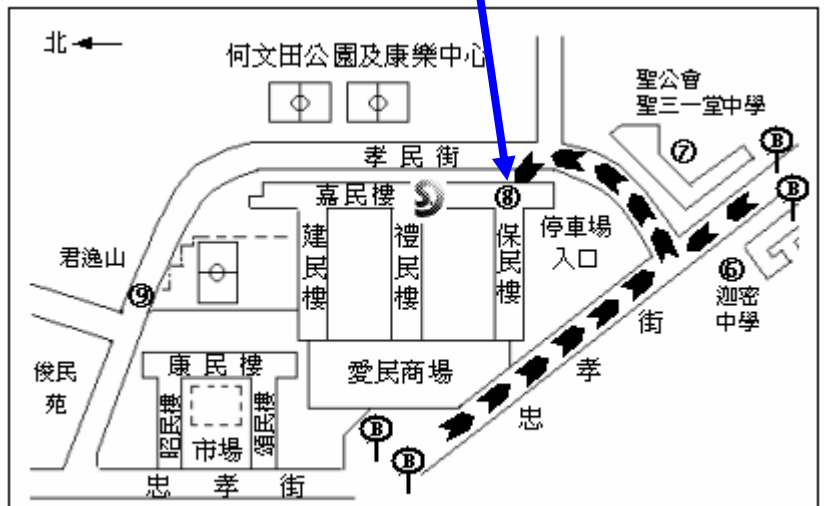 北
何文田公園及康樂中心
聖公會
聖三一堂中學
B
B
⑦
孝民街
嘉民樓
⑧
建民樓
禮民樓
保民樓
停車場
入口
⑥
迦密
中學
君逸山
⑨
俊民
苑
康民樓
昭民樓
市場
頌民樓
愛民商場
忠孝街
B
B
忠孝街